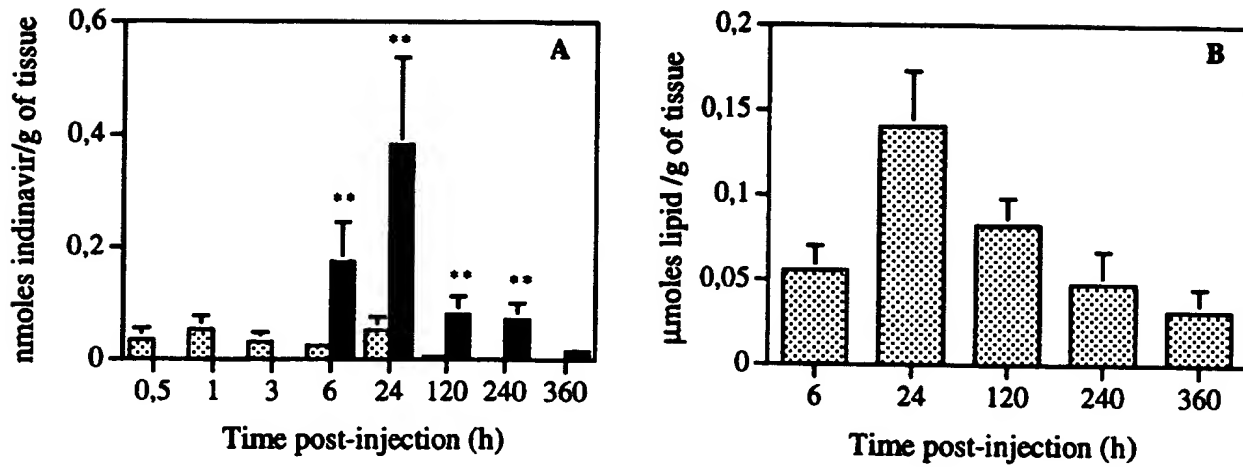 A
nmoles indinavir/g of tissue
0,6
0,4
0,2
0
** ** ** **
0,5 1 3 6 24 120 240 360
Time post-injection (h)
B
µmoles lipid /g of tissue
0,2
0,15
0,1
0,05
0
6 24 120 240 360
Time post-injection (h)